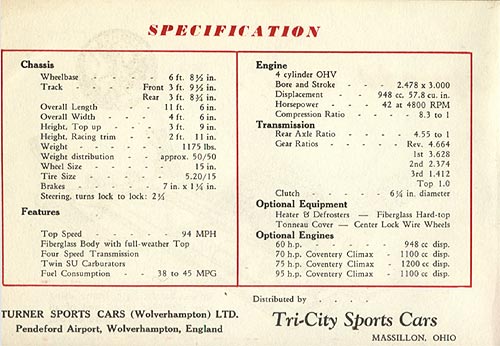 SPECIFICATION
Chassis
Wheelbase - - - - 6 ft. 8½ in.
Track - - - - Front 3 ft. 9½ in.
Rear 3 ft. 8¾ in.
Overall Length - - - 11 ft. 6 in.
Overall Width - - - - 4 ft. 6 in.
Height, Top up - - - 3 ft. 9 in.
Height, Racing trim - - 2 ft. 11 in.
Weight - - - - - 1175 lbs.
Weight distribution - - approx. 50/50
Wheel Size - - - - 15 in.
Tire Size - - - - - 5.20/15
Brakes - - - - 7 in. x 1¼ in.
Steering, turns lock to lock: 2½
Features
Top Speed - - - - 94 MPH
Fiberglass Body with full-weather Top
Four Speed Transmission
Twin SU Carburators
Fuel Consumption - - 38 to 45 MPG
Engine
4 cylinder OHV
Bore and Stroke - - 2.478 x 3.000
Displacement - - 948 cc. 57.8 cu. in.
Horsepower - - 42 at 4800 RPM
Compression Ratio - - - 8.3 to 1
Transmission
Rear Axle Ratio - - - 4.55 to 1
Gear Ratios - - - Rev. 4.664
1st 3.628
2nd 2.374
3rd 1.412
Top 1.0
Clutch - - - - 6¼ in. diameter
Optional Equipment
Heater & Defrosters — Fiberglass Hard-top
Tonneau Cover — Center Lock Wire Wheels
Optional Engines
60 h.p. - - - - - 948 cc disp.
70 h.p. Coventery Climax - 1100 cc disp.
75 h.p. Coventery Climax - 1200 cc disp.
95 h.p. Coventery Climax - 1100 cc disp.
TURNER SPORTS CARS (Wolverhampton) LTD.
Pendeford Airport, Wolverhampton, England
Distributed by . . . .
Tri-City Sports Cars
MASSILLON, OHIO